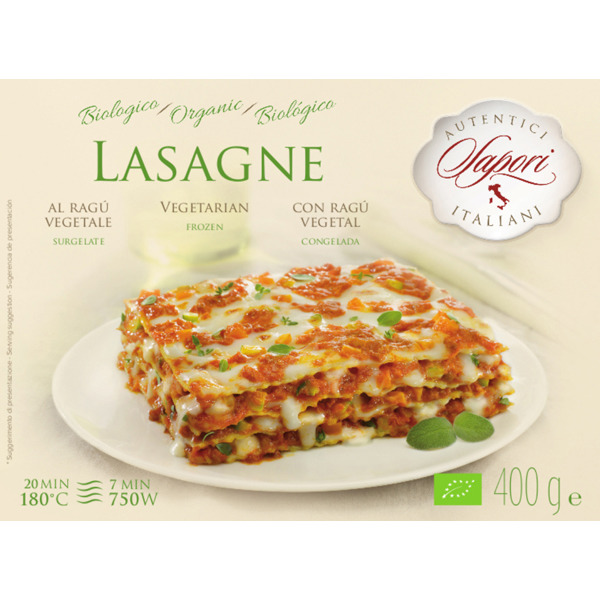 Biologico / Organic / Biológico
LASAGNE
AL RAGÚ
VEGETALE
SURGELATE
VEGETARIAN
FROZEN
CON RAGÚ
VEGETAL
CONGELADA
AUTENTICI
Sapori
ITALIANI
* Suggerimento di presentazione - Serving suggestion - Sugerencia de presentación
20 MIN
180°C
7 MIN
750W
400 g e